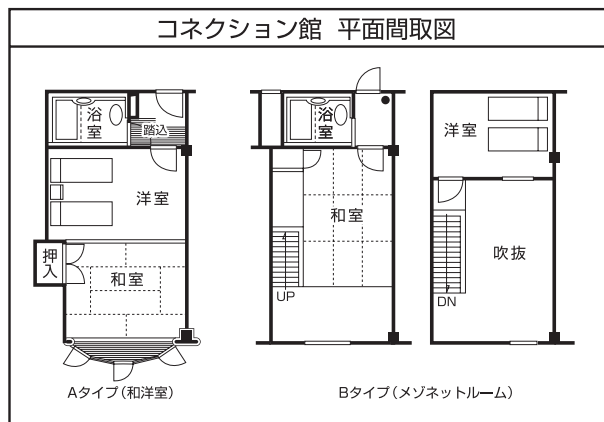 コネクション館 平面間取図
浴室
踏込
洋室
押入
和室
Aタイプ(和洋室)
浴室
和室
UP
洋室
吹抜
DN
Bタイプ(メゾネットルーム)